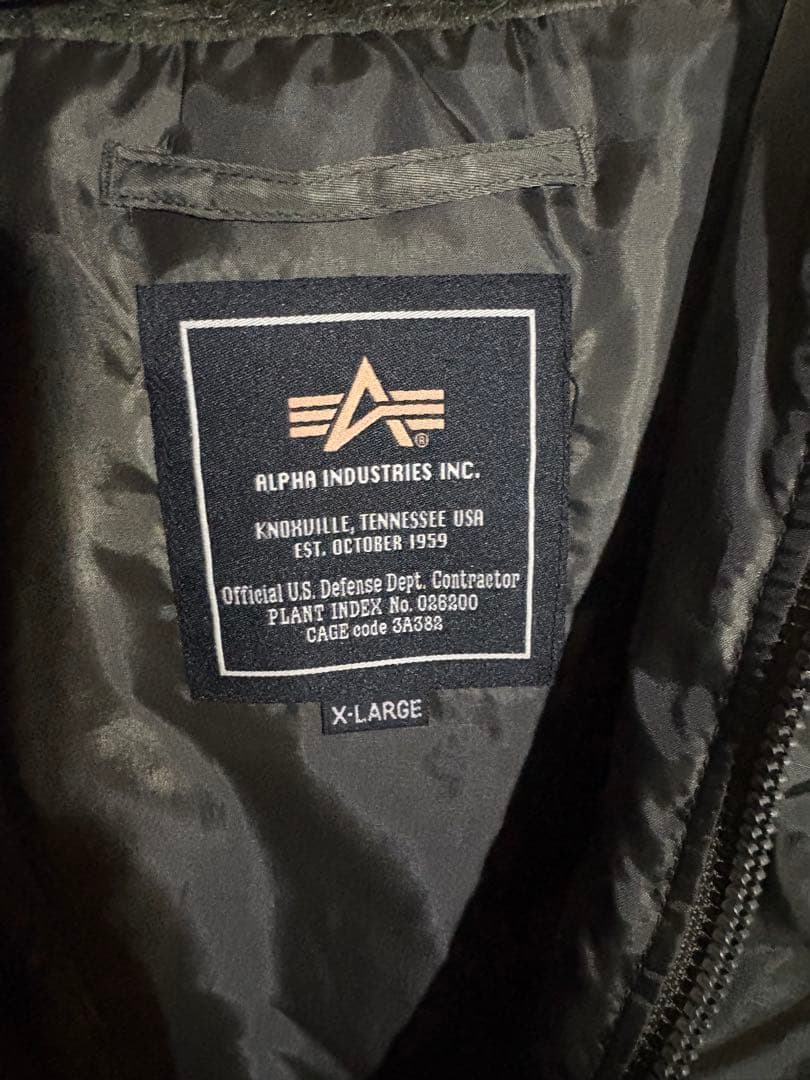 ®
ALPHA INDUSTRIES INC.
KNOXVILLE, TENNESSEE USA
EST. OCTOBER 1959
Official U.S. Defense Dept. Contractor
PLANT INDEX No. 026200
CAGE code 3A382
X-LARGE